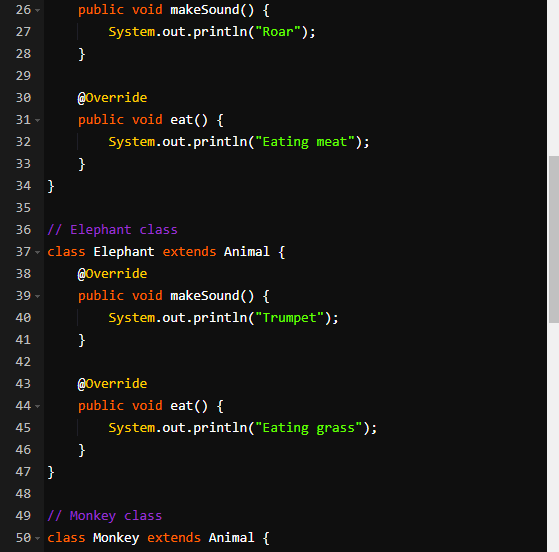 26 public void makeSound() {
27 System.out.println("Roar");
28 }
29
30 @Override
31 public void eat() {
32 System.out.println("Eating meat");
33 }
34 }
35
36 // Elephant class
37 class Elephant extends Animal {
38 @Override
39 public void makeSound() {
40 System.out.println("Trumpet");
41 }
42
43 @Override
44 public void eat() {
45 System.out.println("Eating grass");
46 }
47 }
48
49 // Monkey class
50 class Monkey extends Animal {